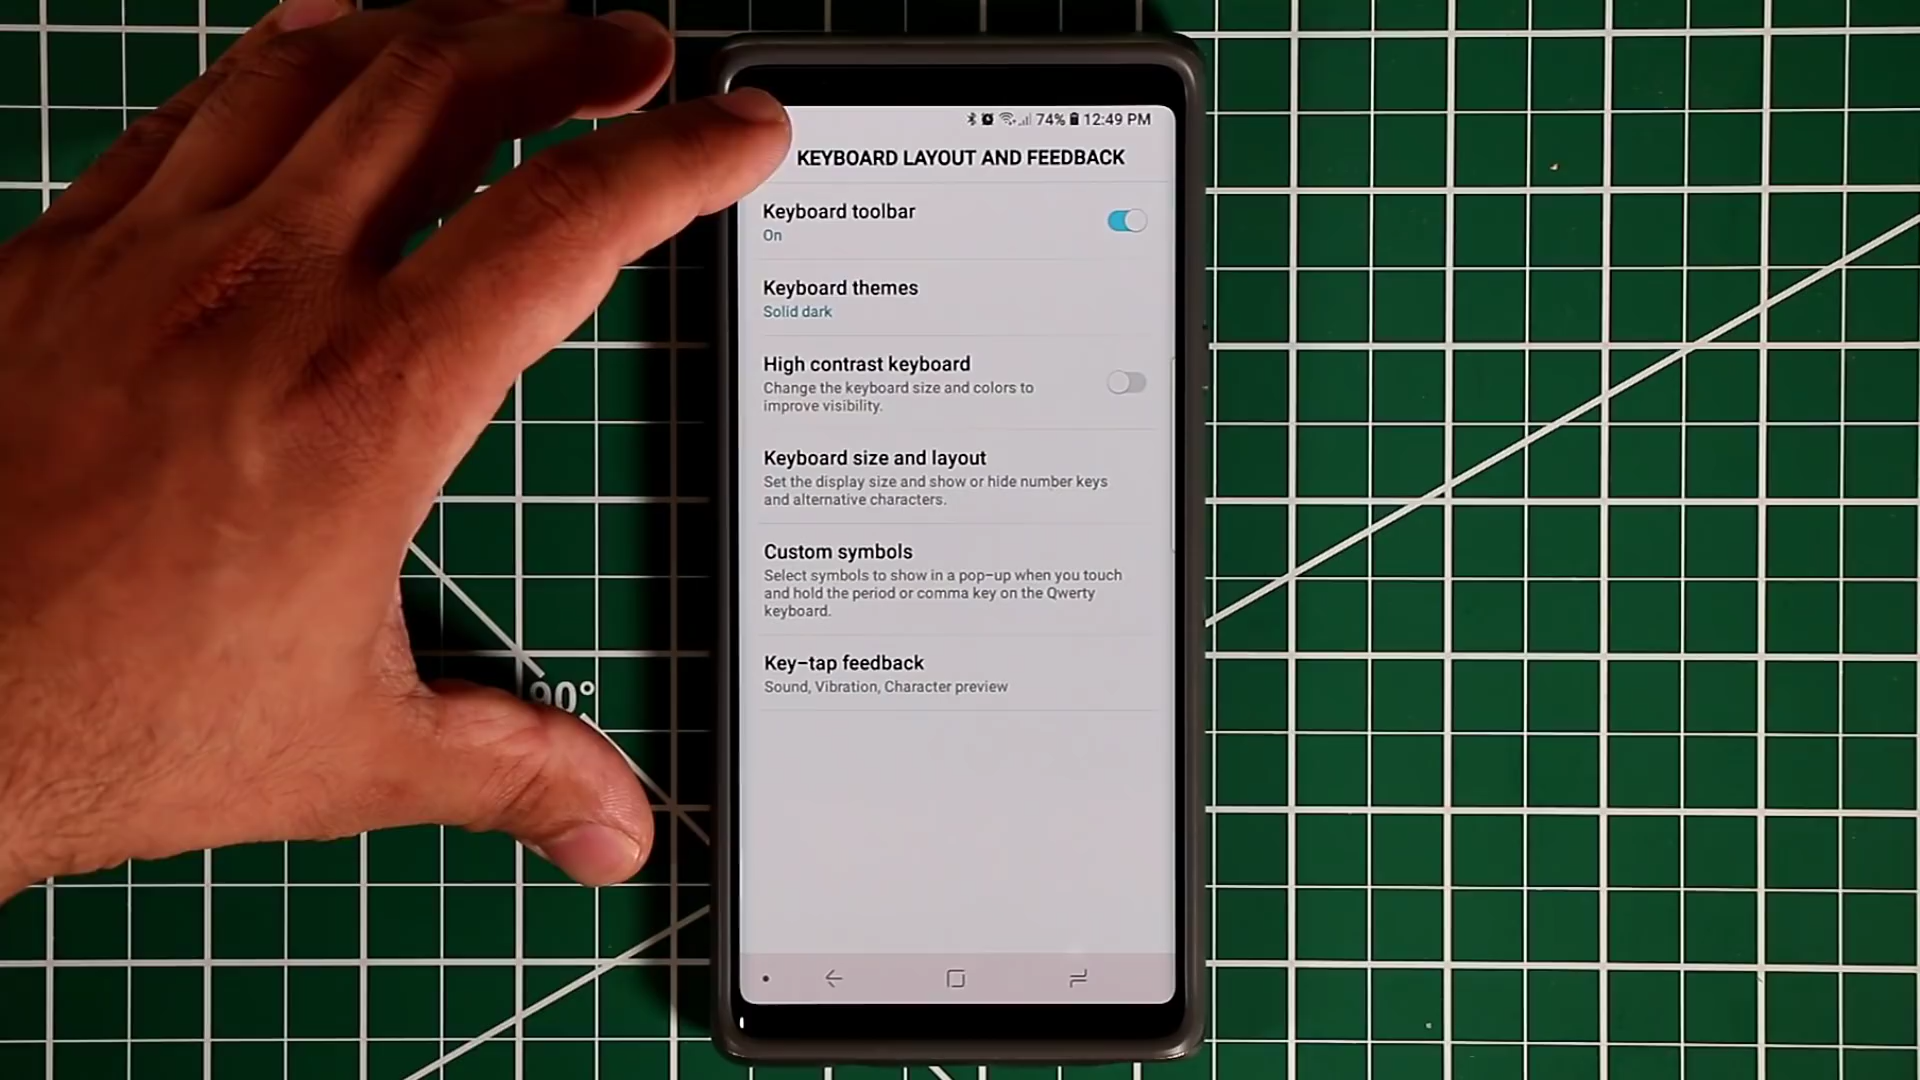 74% 12:49 PM
KEYBOARD LAYOUT AND FEEDBACK
Keyboard toolbar
On
Keyboard themes
Solid dark
High contrast keyboard
Change the keyboard size and colors to
improve visibility.
Keyboard size and layout
Set the display size and show or hide number keys
and alternative characters.
Custom symbols
Select symbols to show in a pop-up when you touch
and hold the period or comma key on the Qwerty
keyboard.
Key-tap feedback
Sound, Vibration, Character preview
90°